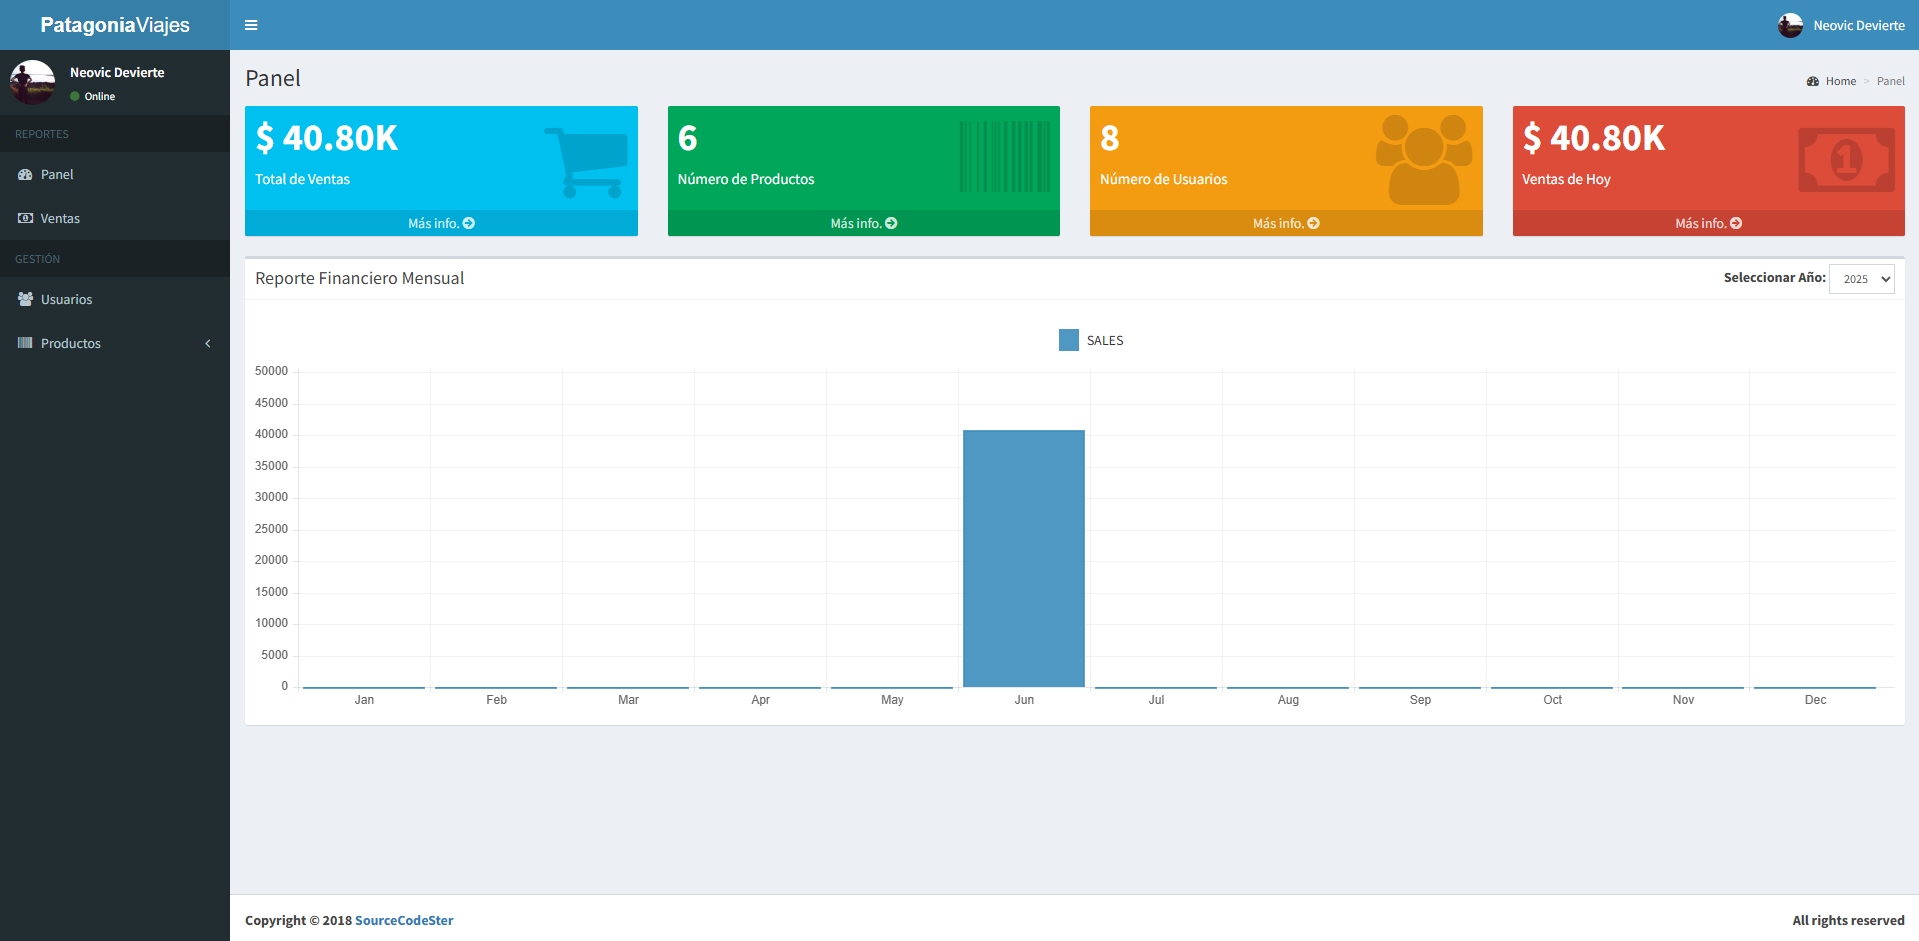 PatagoniaViajes
Neovic Devierte
Neovic Devierte
Online
REPORTES
Panel
Ventas
GESTIÓN
Usuarios
Productos
Panel
Home > Panel
$ 40.80K
Total de Ventas
Más info.
6
Número de Productos
Más info.
8
Número de Usuarios
Más info.
$ 40.80K
Ventas de Hoy
Más info.
1
Reporte Financiero Mensual
Seleccionar Año: 2025
SALES
50000
45000
40000
35000
30000
25000
20000
15000
10000
5000
0
Jan Feb Mar Apr May Jun Jul Aug Sep Oct Nov Dec
Copyright © 2018 SourceCodeSter
All rights reserved